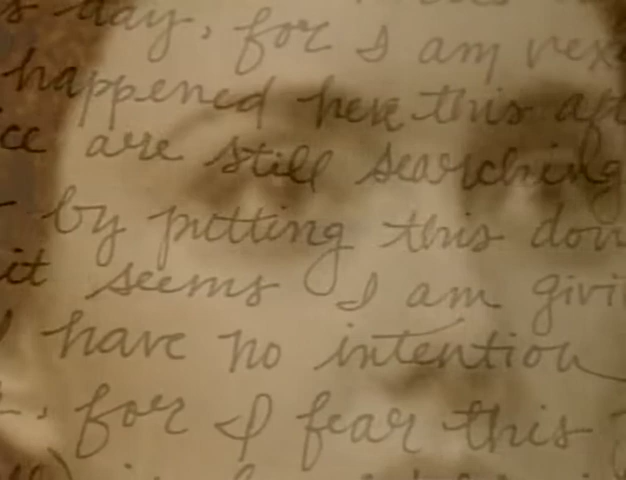 day, for I am
happened here this
are still searching
by putting this
it seems I am
have no intention
, for I fear this